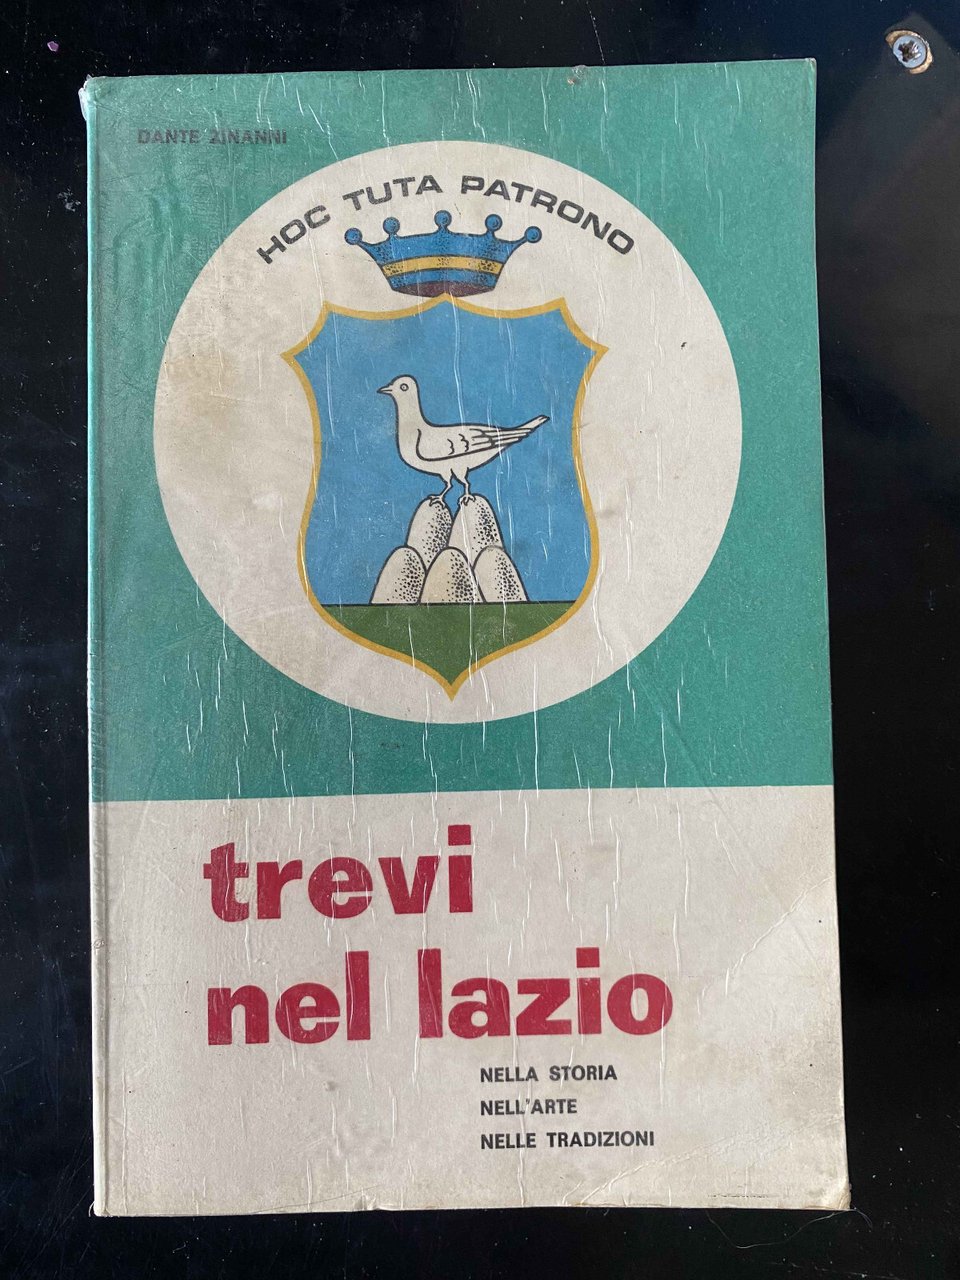 DANTE ZINANNI
HOC TUTA PATRONO
trevi
nel lazio
NELLA STORIA
NELL'ARTE
NELLE TRADIZIONI